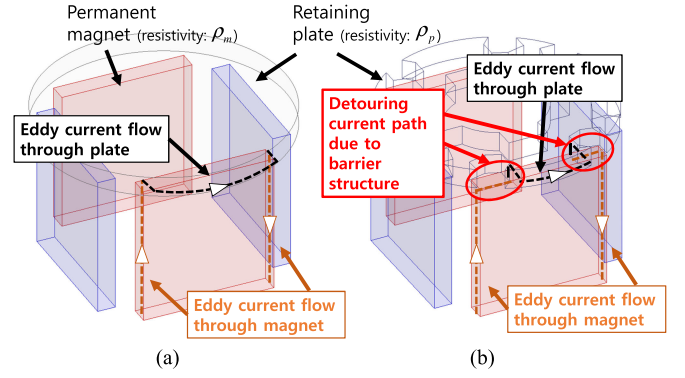 Permanent
magnet (resistivity: ρm)
Retaining
plate (resistivity: ρp)
Eddy current flow
through plate
Eddy current flow
through magnet
(a)
Eddy current flow
through plate
Detouring
current path
due to
barrier
structure
Eddy current flow
through magnet
(b)